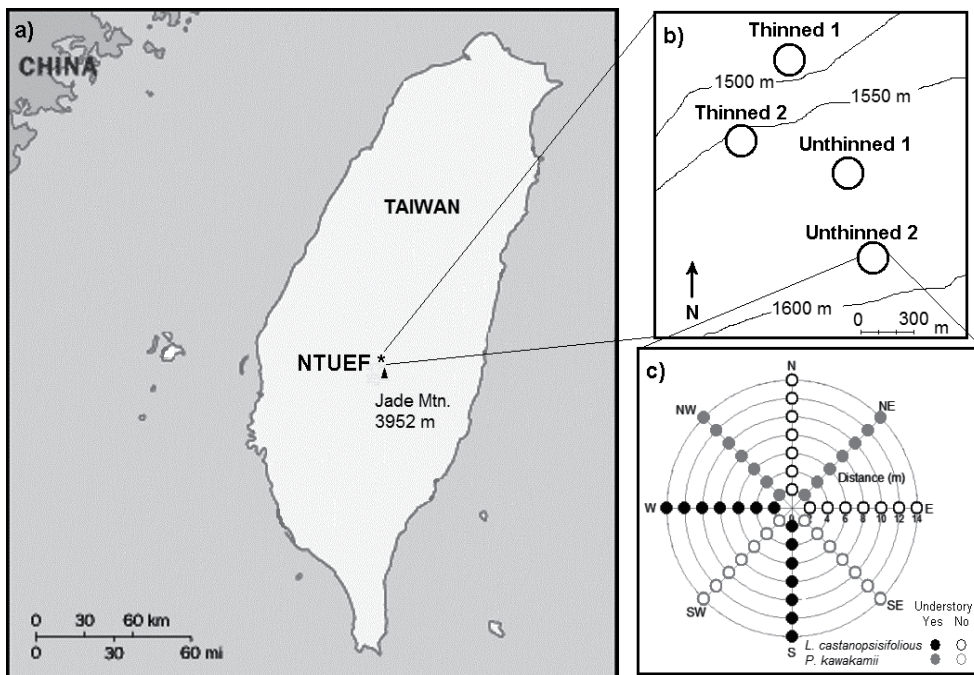 a)
CHINA
TAIWAN
NTUEF *
Jade Mtn.
3952 m
0 30 60 km
0 30 60 mi
b)
Thinned 1
1500 m
1550 m
Thinned 2
Unthinned 1
Unthinned 2
N
1600 m
0 300 m
c)
N
NW NE
Distance (m)
W 0 4 6 8 10 12 14 E
SW SE
S
Understory
Yes No
L. castanopsisifolious
P. kawakamii